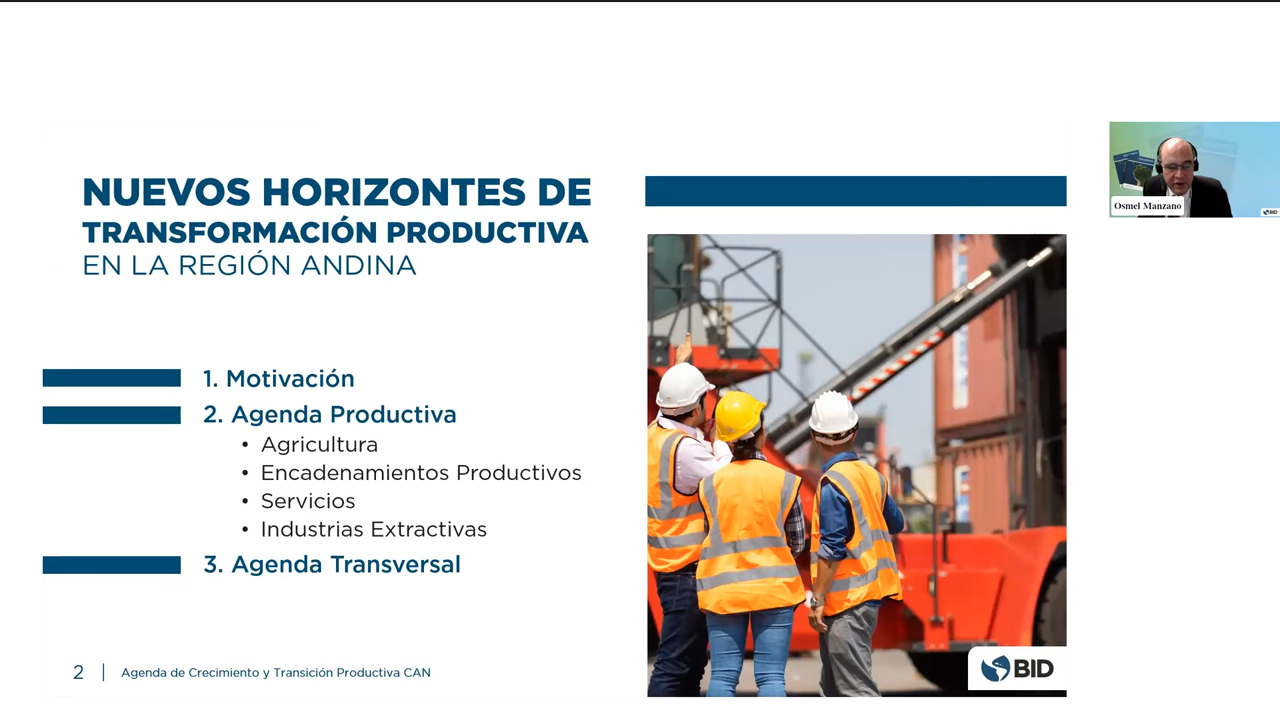 NUEVOS HORIZONTES DE
TRANSFORMACIÓN PRODUCTIVA
EN LA REGIÓN ANDINA
1. Motivación
2. Agenda Productiva
• Agricultura
• Encadenamientos Productivos
• Servicios
• Industrias Extractivas
3. Agenda Transversal
2 | Agenda de Crecimiento y Transición Productiva CAN
BID
Osmel Manzano
BID